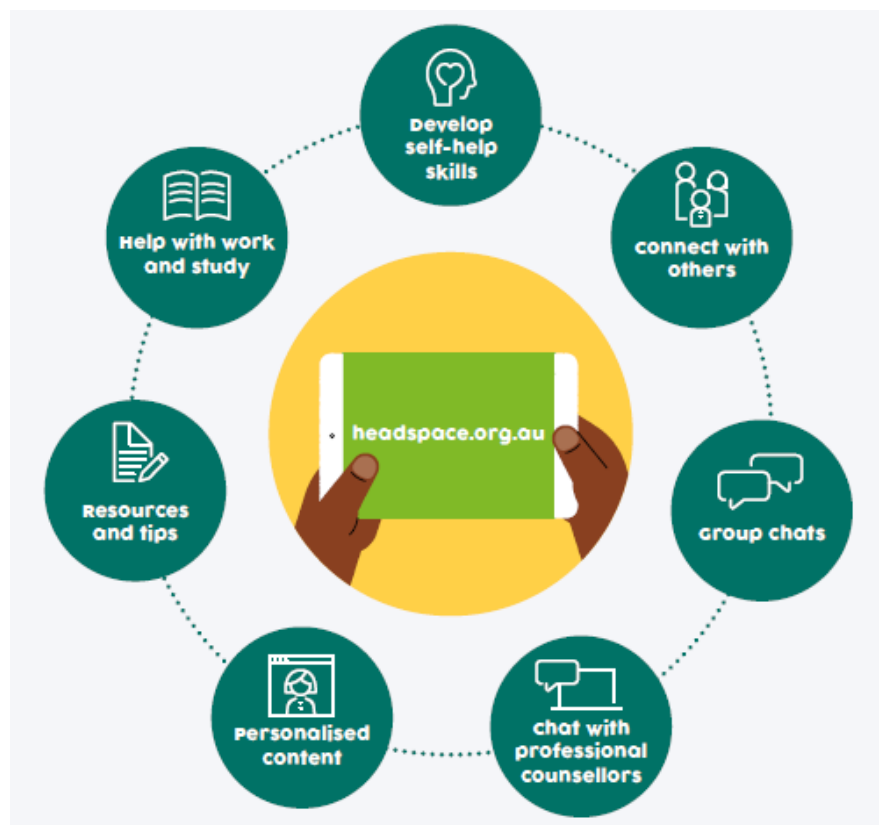 Develop
self-help
skills
Connect with
others
Group chats
Chat with
professional
counsellors
Personalised
content
Resources
and tips
Help with work
and study
headspace.org.au